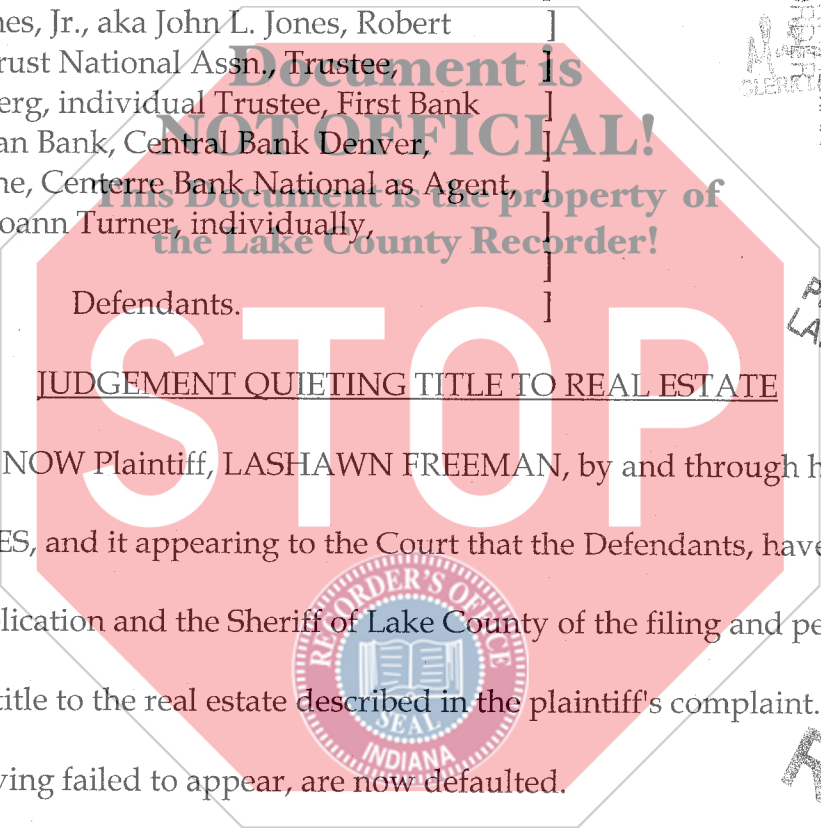 nes, Jr., aka John L. Jones, Robert ]
rust National Assn., Trustee, ]
Document is
erg, individual Trustee, First Bank ]
an Bank, Central Bank Denver, ]
NOT OFFICIAL!
ne, Centerre Bank National as Agent, ]
This Document is the property of
oann Turner, individually, ]
the Lake County Recorder!
]
Defendants. ]
STOP
JUDGEMENT QUIETING TITLE TO REAL ESTATE
NOW Plaintiff, LASHAWN FREEMAN, by and through h
ES, and it appearing to the Court that the Defendants, have
lication and the Sheriff of Lake County of the filing and pe
title to the real estate described in the plaintiff's complaint.
ving failed to appear, are now defaulted.
RECORDER'S OFFICE
SEAL
INDIANA